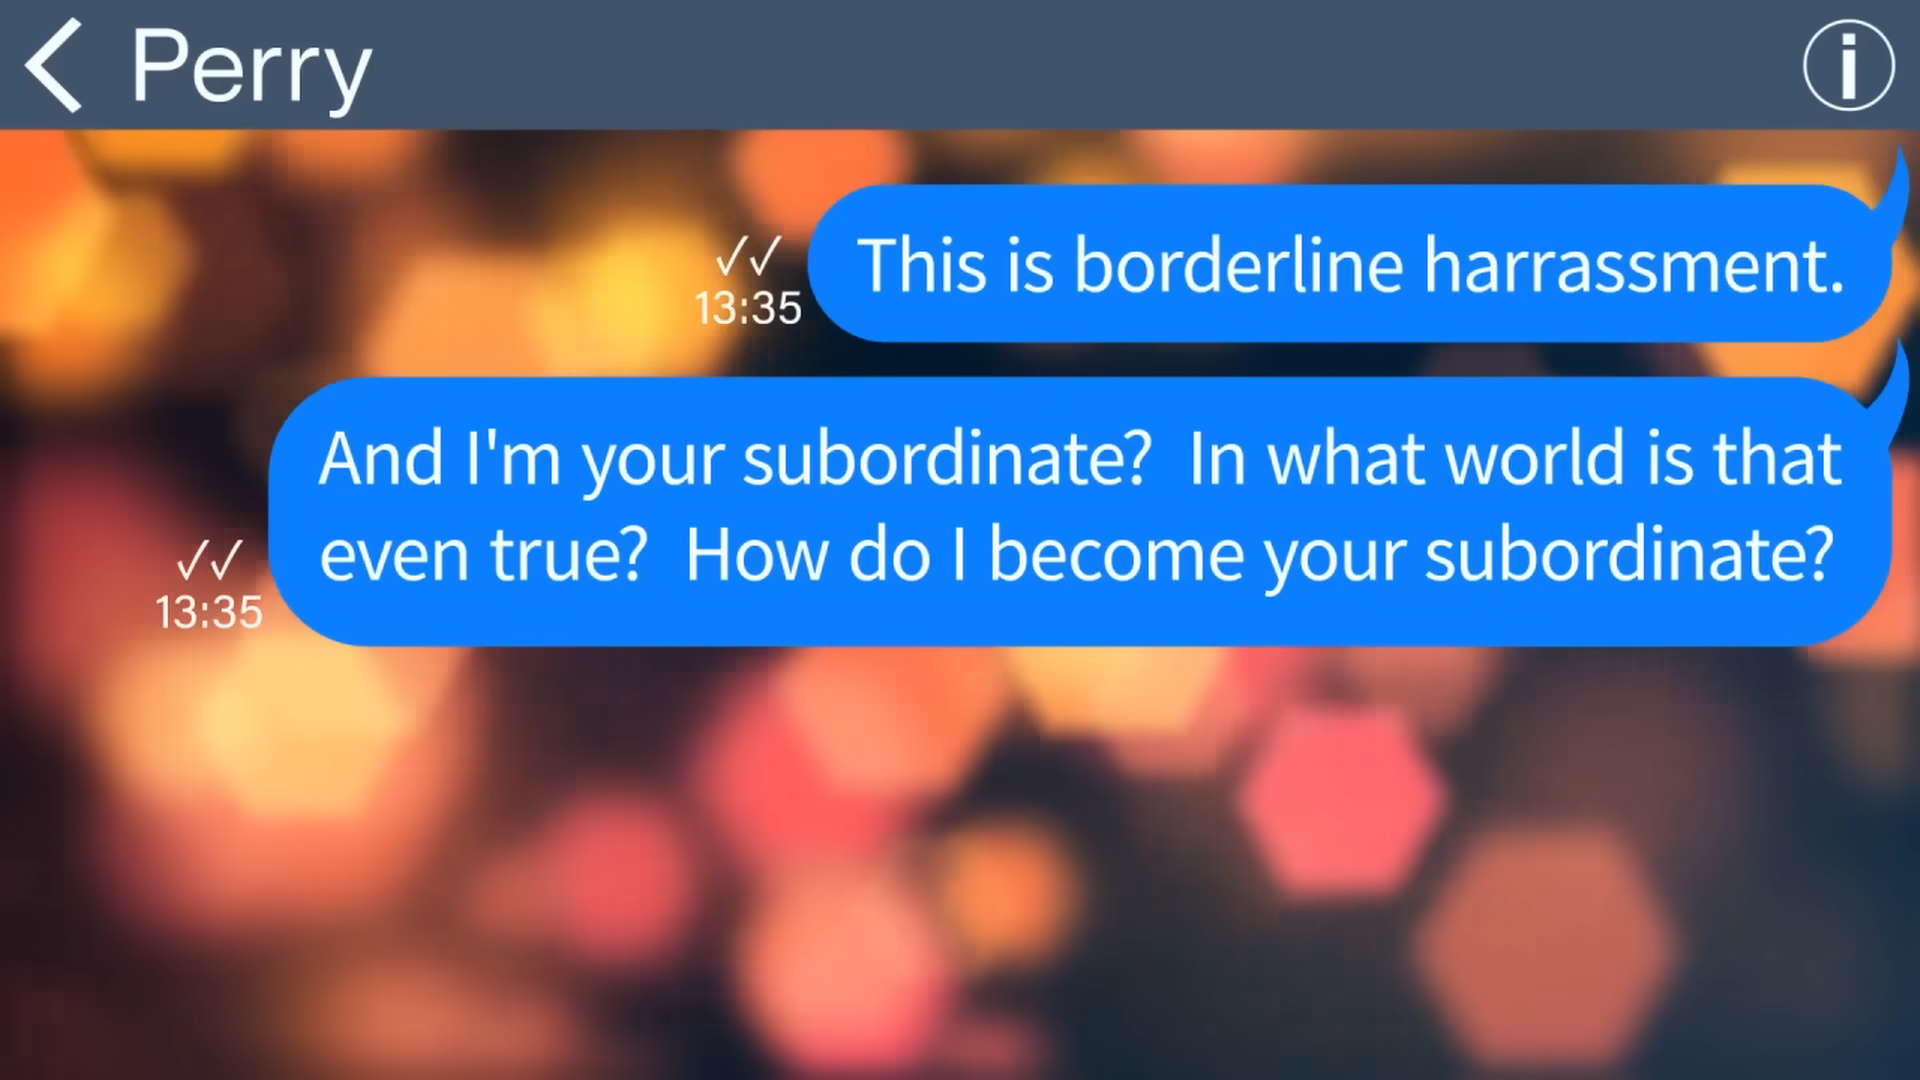 Perry
This is borderline harrassment.
13:35
And I'm your subordinate?  In what world is that
even true?  How do I become your subordinate?
13:35